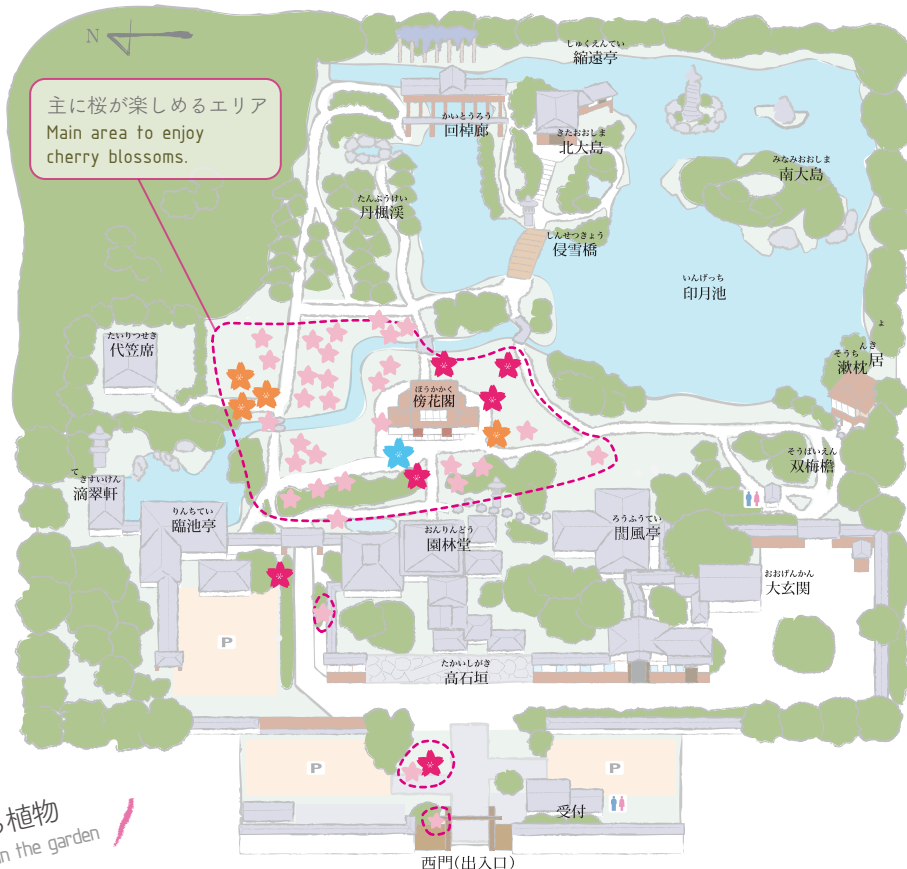 N
主に桜が楽しめるエリア
Main area to enjoy
cherry blossoms.
しゅくえんてい
縮遠亭
かいとうろう
回棹廊
きたおおしま
北大島
みなみおおしま
南大島
たんぷうけい
丹楓渓
しんせつきょう
侵雪橋
いんげっち
印月池
たいりつせき
代笠席
そうちんきょ
漱枕居
ぼうかかく
傍花閣
そうばいえん
双梅檐
てきすいけん
滴翠軒
りんちてい
臨池亭
おんりんどう
園林堂
ろうふうてい
閬風亭
おおげんかん
大玄関
P
たかいしがき
高石垣
P
P
受付
植物
in the garden
西門(出入口)